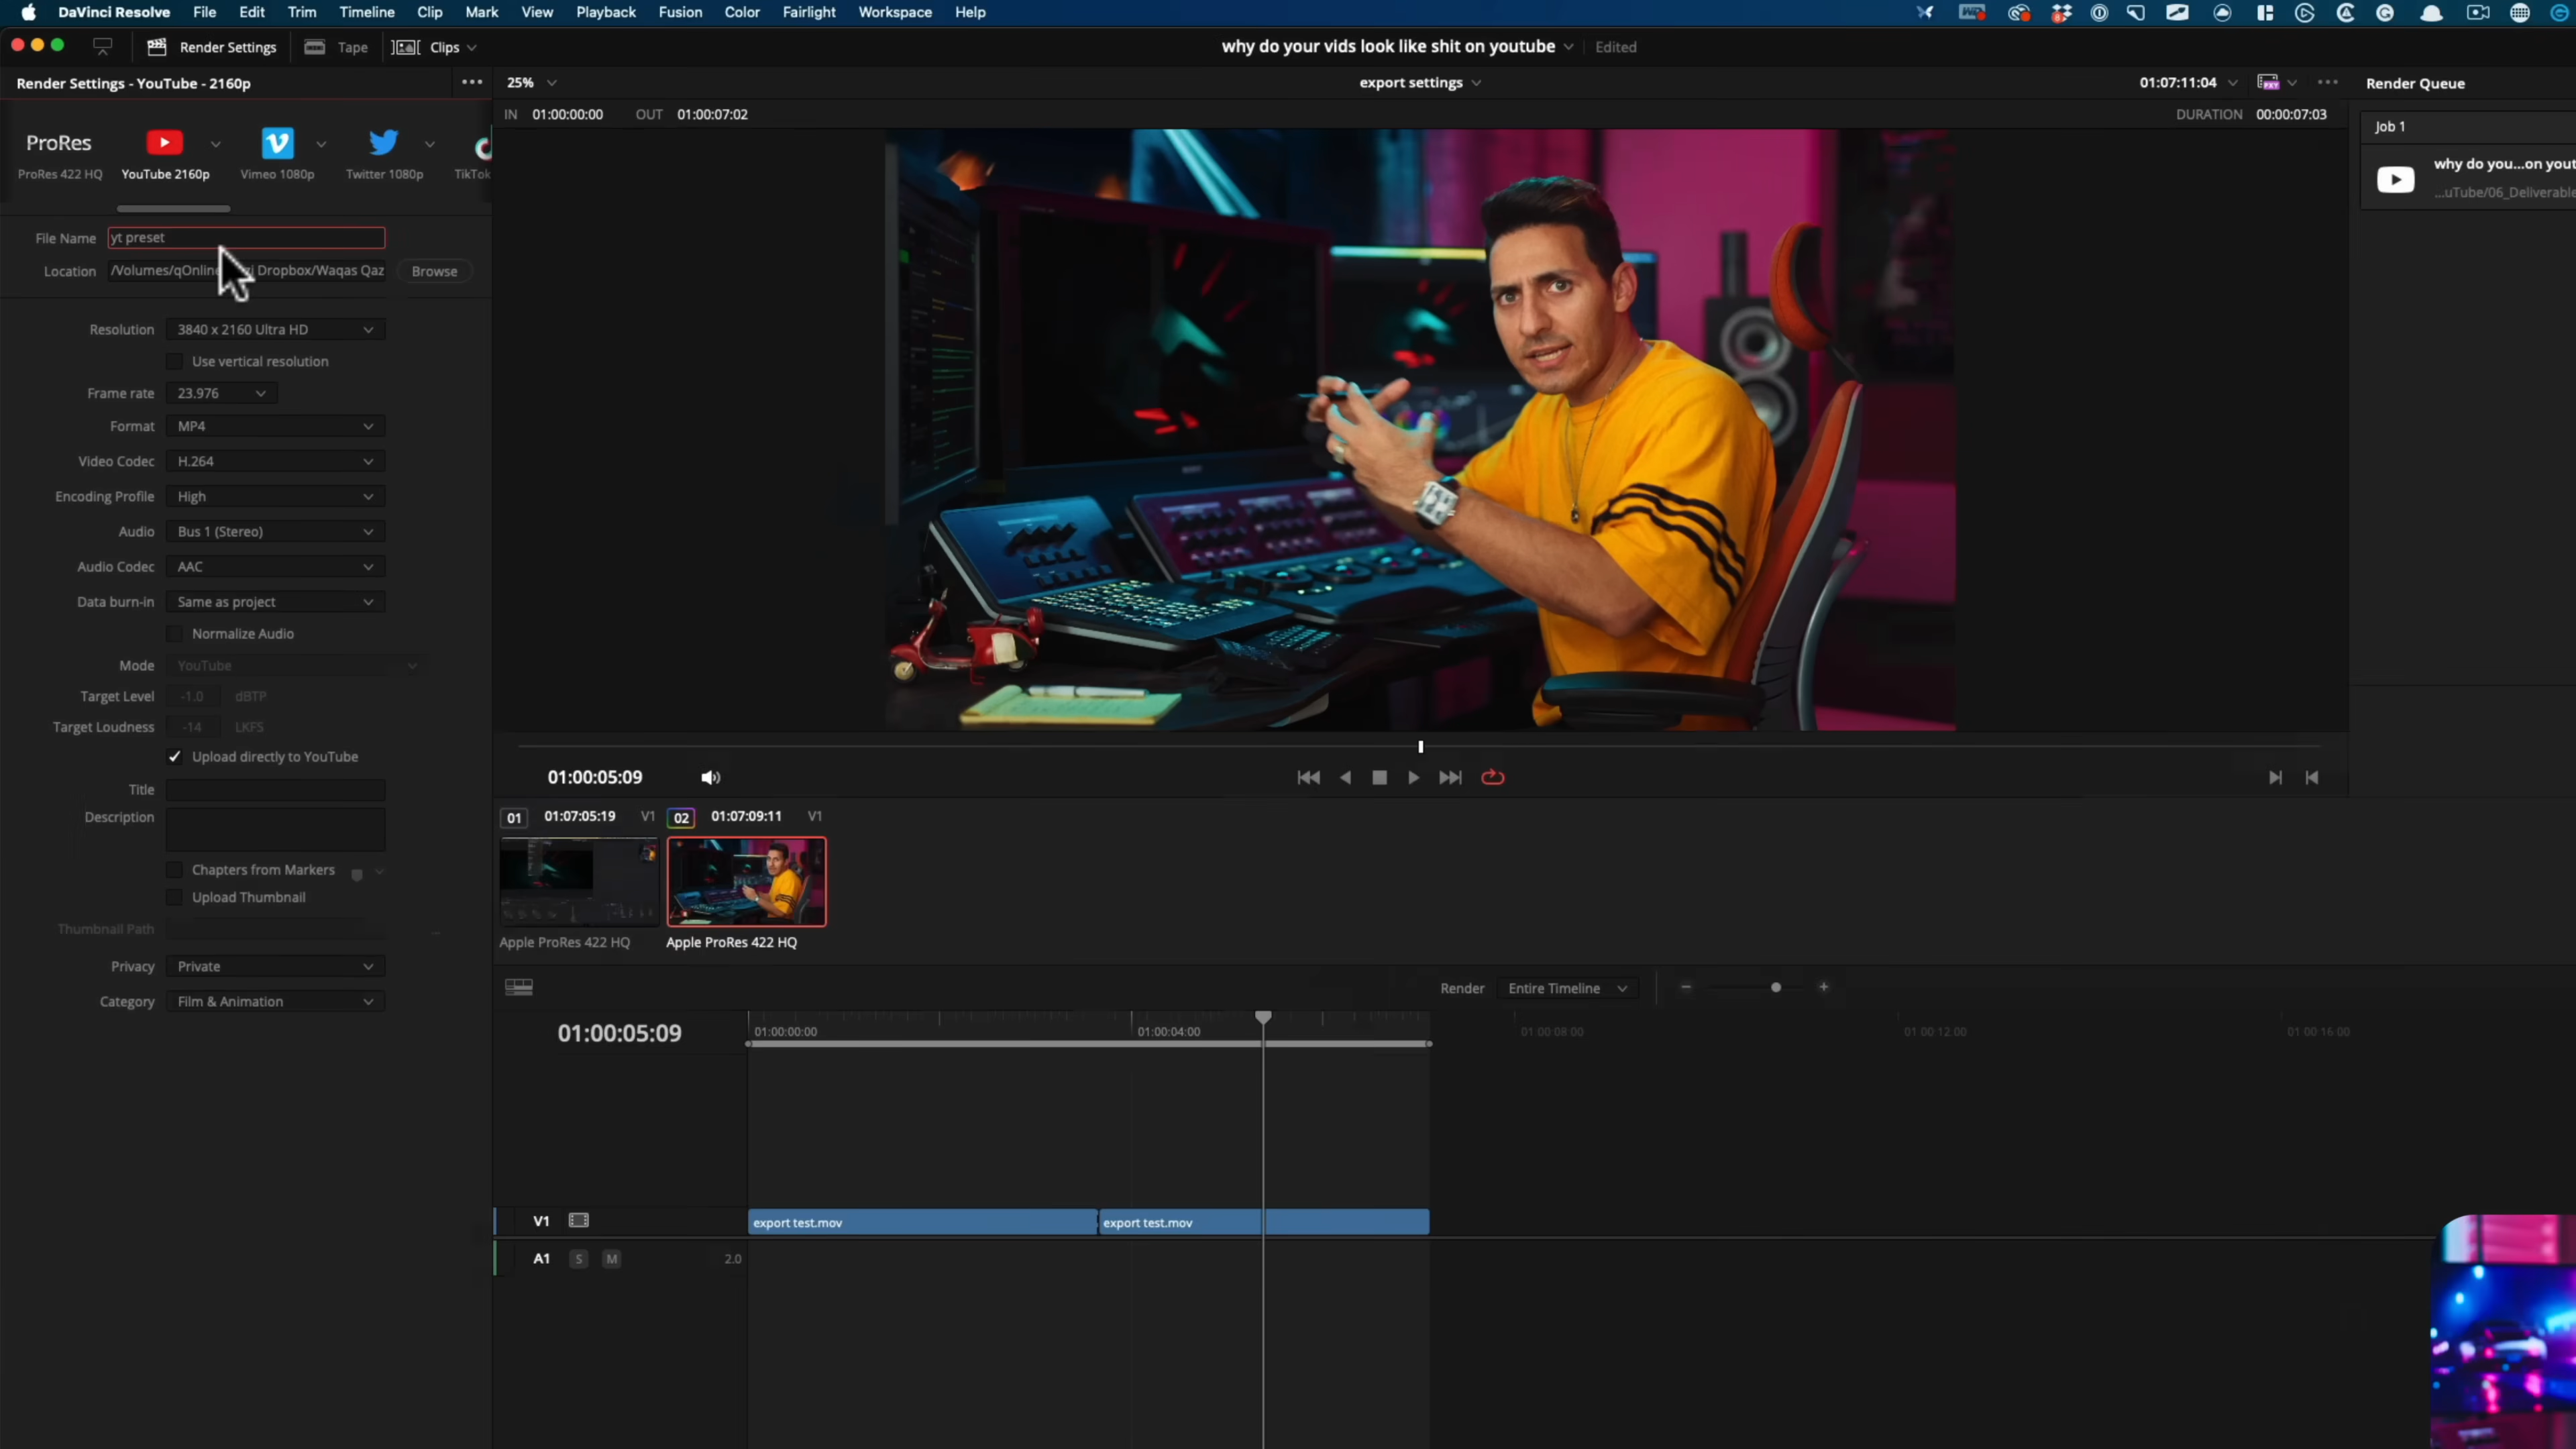 DaVinci Resolve File Edit Trim Timeline Clip Mark View Playback Fusion Color Fairlight Workspace Help
Render Settings Tape Clips
why do your vids look like shit on youtube Edited
Render Settings - YouTube - 2160p
25%
export settings
01:07:11:04
Render Queue
IN 01:00:00:00 OUT 01:00:07:02
DURATION 00:00:07:03
Job 1
ProRes
ProRes 422 HQ YouTube 2160p Vimeo 1080p Twitter 1080p TikTok
why do you...on yout
...uTube/06_Deliverable
File Name yt preset
Location /Volumes/qOnline Dropbox/Waqas Qaz Browse
Resolution 3840 x 2160 Ultra HD
Use vertical resolution
Frame rate 23.976
Format MP4
Video Codec H.264
Encoding Profile High
Audio Bus 1 (Stereo)
Audio Codec AAC
Data burn-in Same as project
Normalize Audio
Mode YouTube
Target Level -1.0 dBTP
Target Loudness -14 LKFS
Upload directly to YouTube
Title
Description
Chapters from Markers
Upload Thumbnail
Thumbnail Path
Privacy Private
Category Film & Animation
01:00:05:09
01 01:07:05:19 V1 02 01:07:09:11 V1
Apple ProRes 422 HQ Apple ProRes 422 HQ
Render Entire Timeline
01:00:05:09
01:00:00:00 01:00:04:00 01:00:08:00 01:00:12:00 01:00:16:00
V1 export test.mov export test.mov
A1 S M 2.0